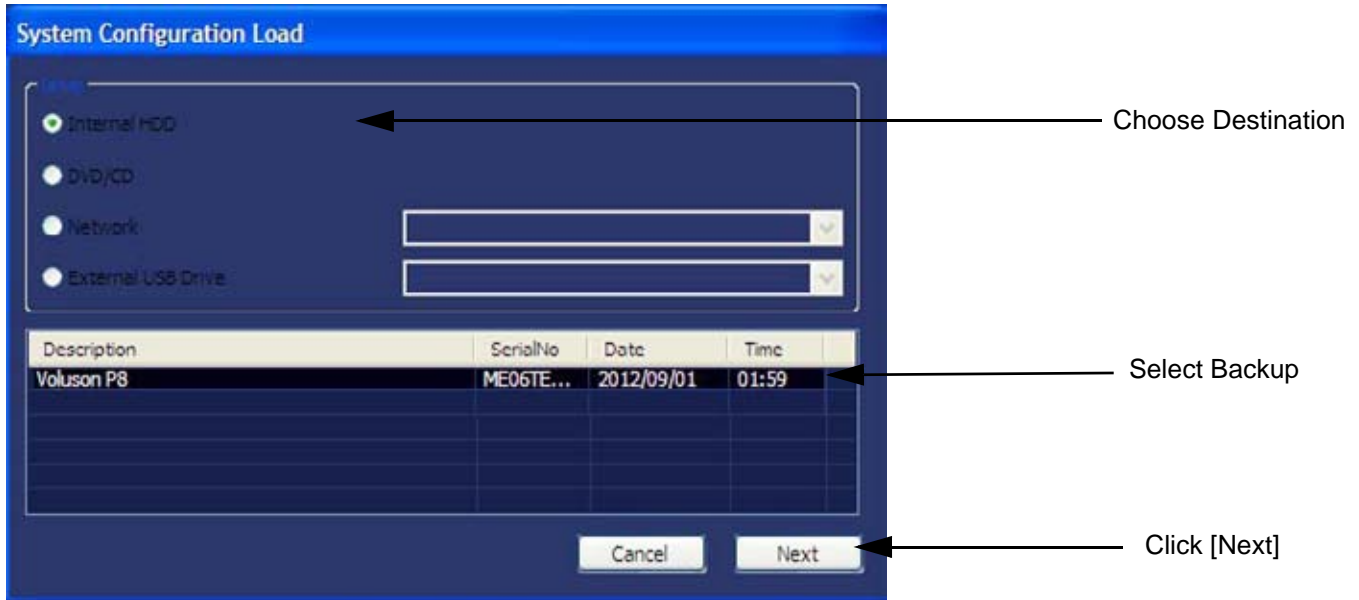 System Configuration Load
Internal HDD
Choose Destination
DVD/CD
Network
External USB Drive
Description SerialNo Date Time
Voluson P8 ME06TE... 2012/09/01 01:59
Select Backup
Cancel Next
Click [Next]